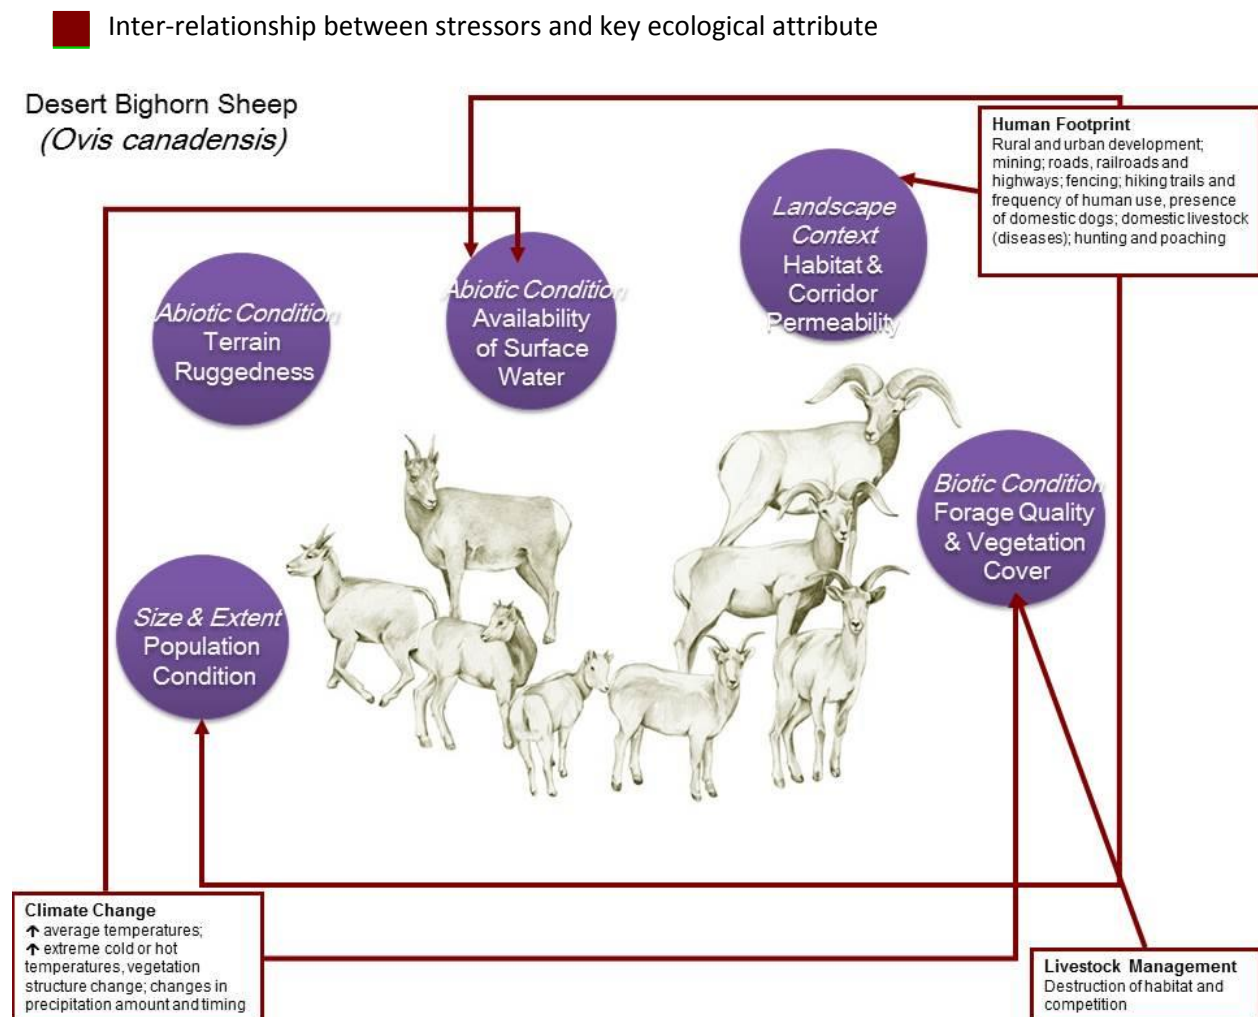 Inter-relationship between stressors and key ecological attribute
Desert Bighorn Sheep
(Ovis canadensis)
Human Footprint
Rural and urban development;
mining; roads, railroads and
highways; fencing; hiking trails and
frequency of human use, presence
of domestic dogs; domestic livestock
(diseases); hunting and poaching
Landscape
Context
Habitat &
Corridor
Permeability
Abiotic Condition
Availability
of Surface
Water
Abiotic Condition
Terrain
Ruggedness
Biotic Condition
Forage Quality
& Vegetation
Cover
Size & Extent
Population
Condition
Climate Change
↑ average temperatures;
↑ extreme cold or hot
temperatures, vegetation
structure change; changes in
precipitation amount and timing
Livestock Management
Destruction of habitat and
competition